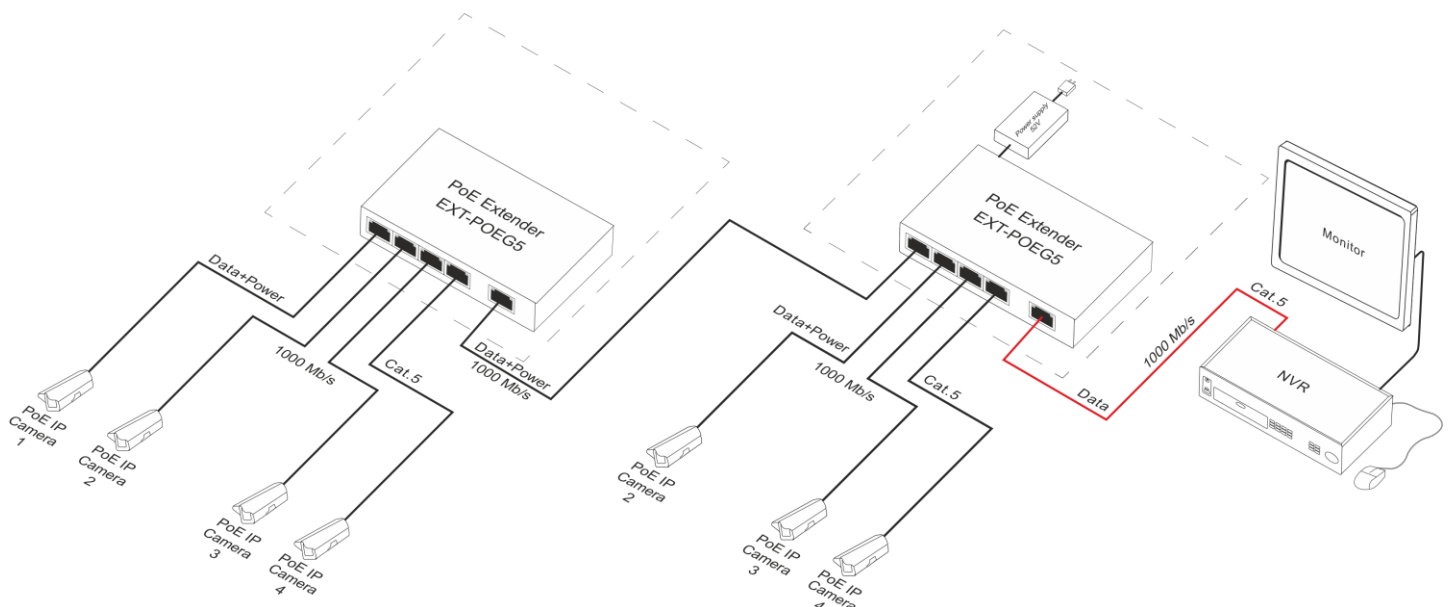 Power supply
52V
PoE Extender
EXT-POEG5
PoE Extender
EXT-POEG5
Monitor
Data+Power
1000 Mb/s
Cat.5
Data+Power
1000 Mb/s
Data+Power
1000 Mb/s
Cat.5
Data
1000 Mb/s
Cat.5
NVR
PoE IP
Camera
1
PoE IP
Camera
2
PoE IP
Camera
3
PoE IP
Camera
4
PoE IP
Camera
2
PoE IP
Camera
3
PoE IP
Camera
4